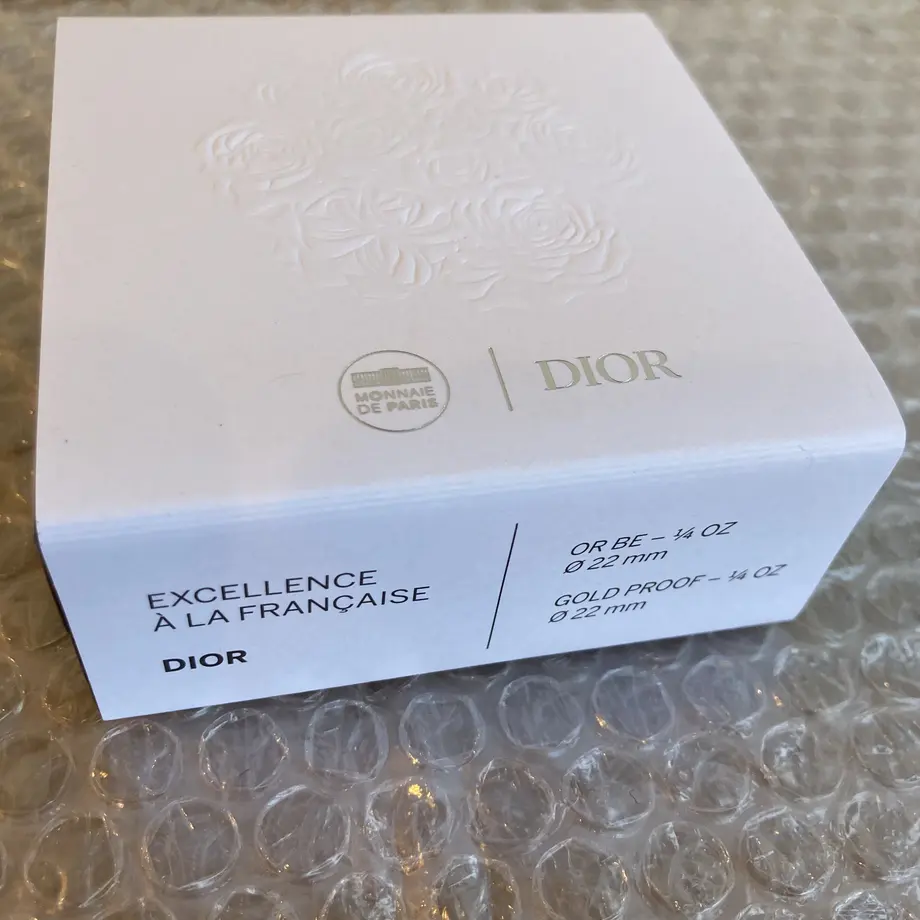 MONNAIE
DE PARIS
DIOR
EXCELLENCE
À LA FRANÇAISE
DIOR
OR BE – ¼ OZ
Ø 22 mm
GOLD PROOF – ¼ OZ
Ø 22 mm